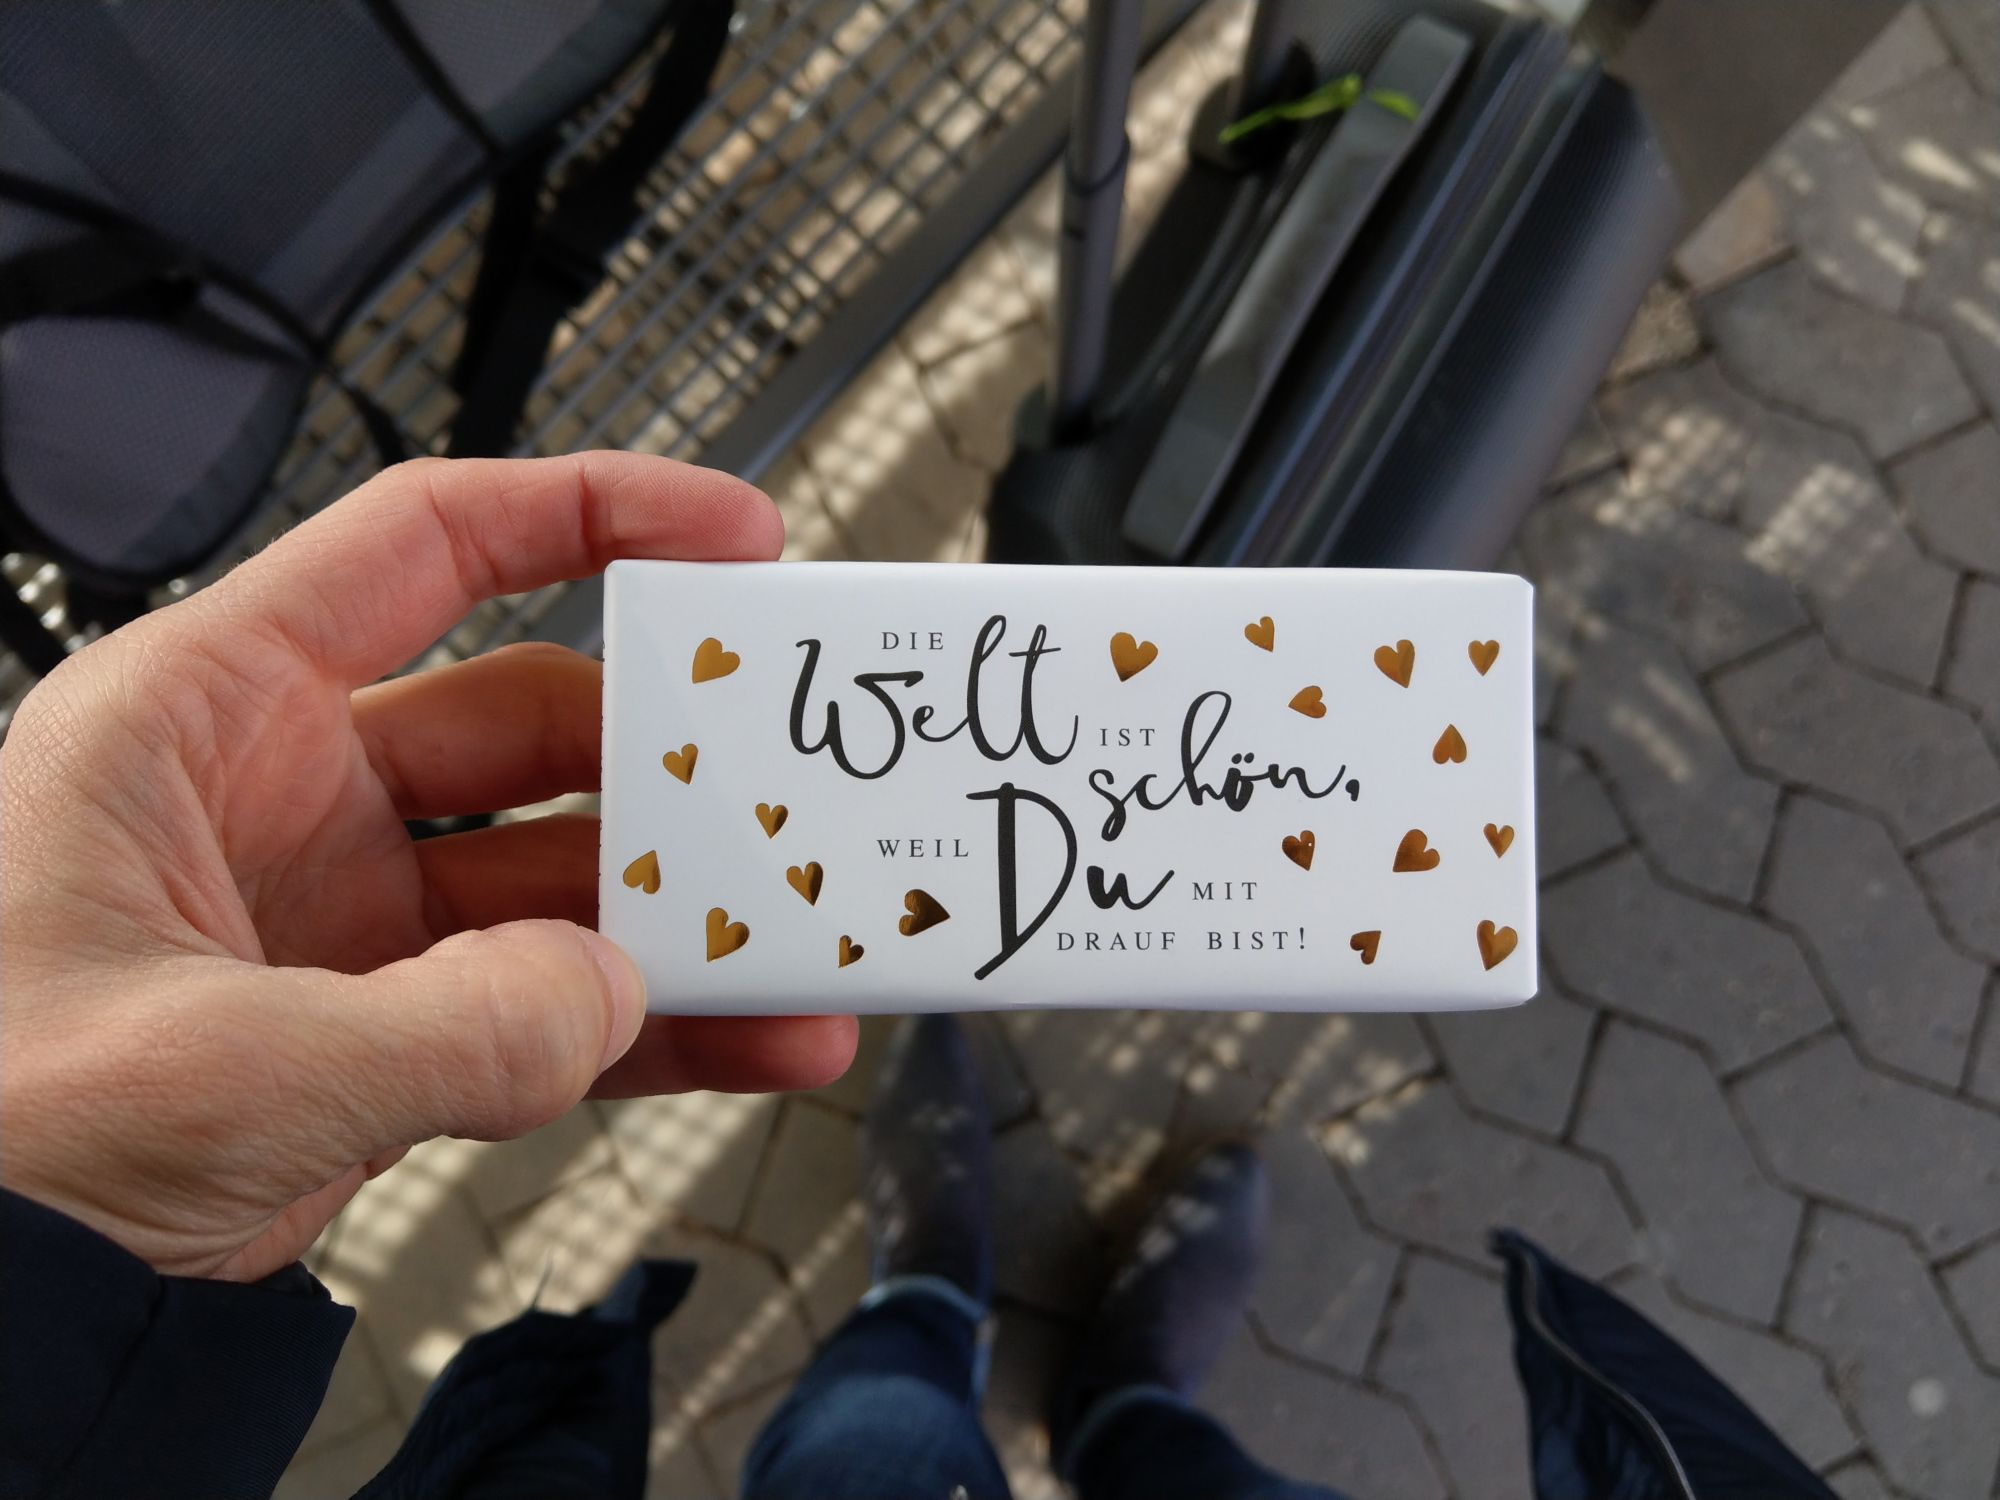 DIE
Welt IST
schön,
WEIL Du MIT
DRAUF BIST!